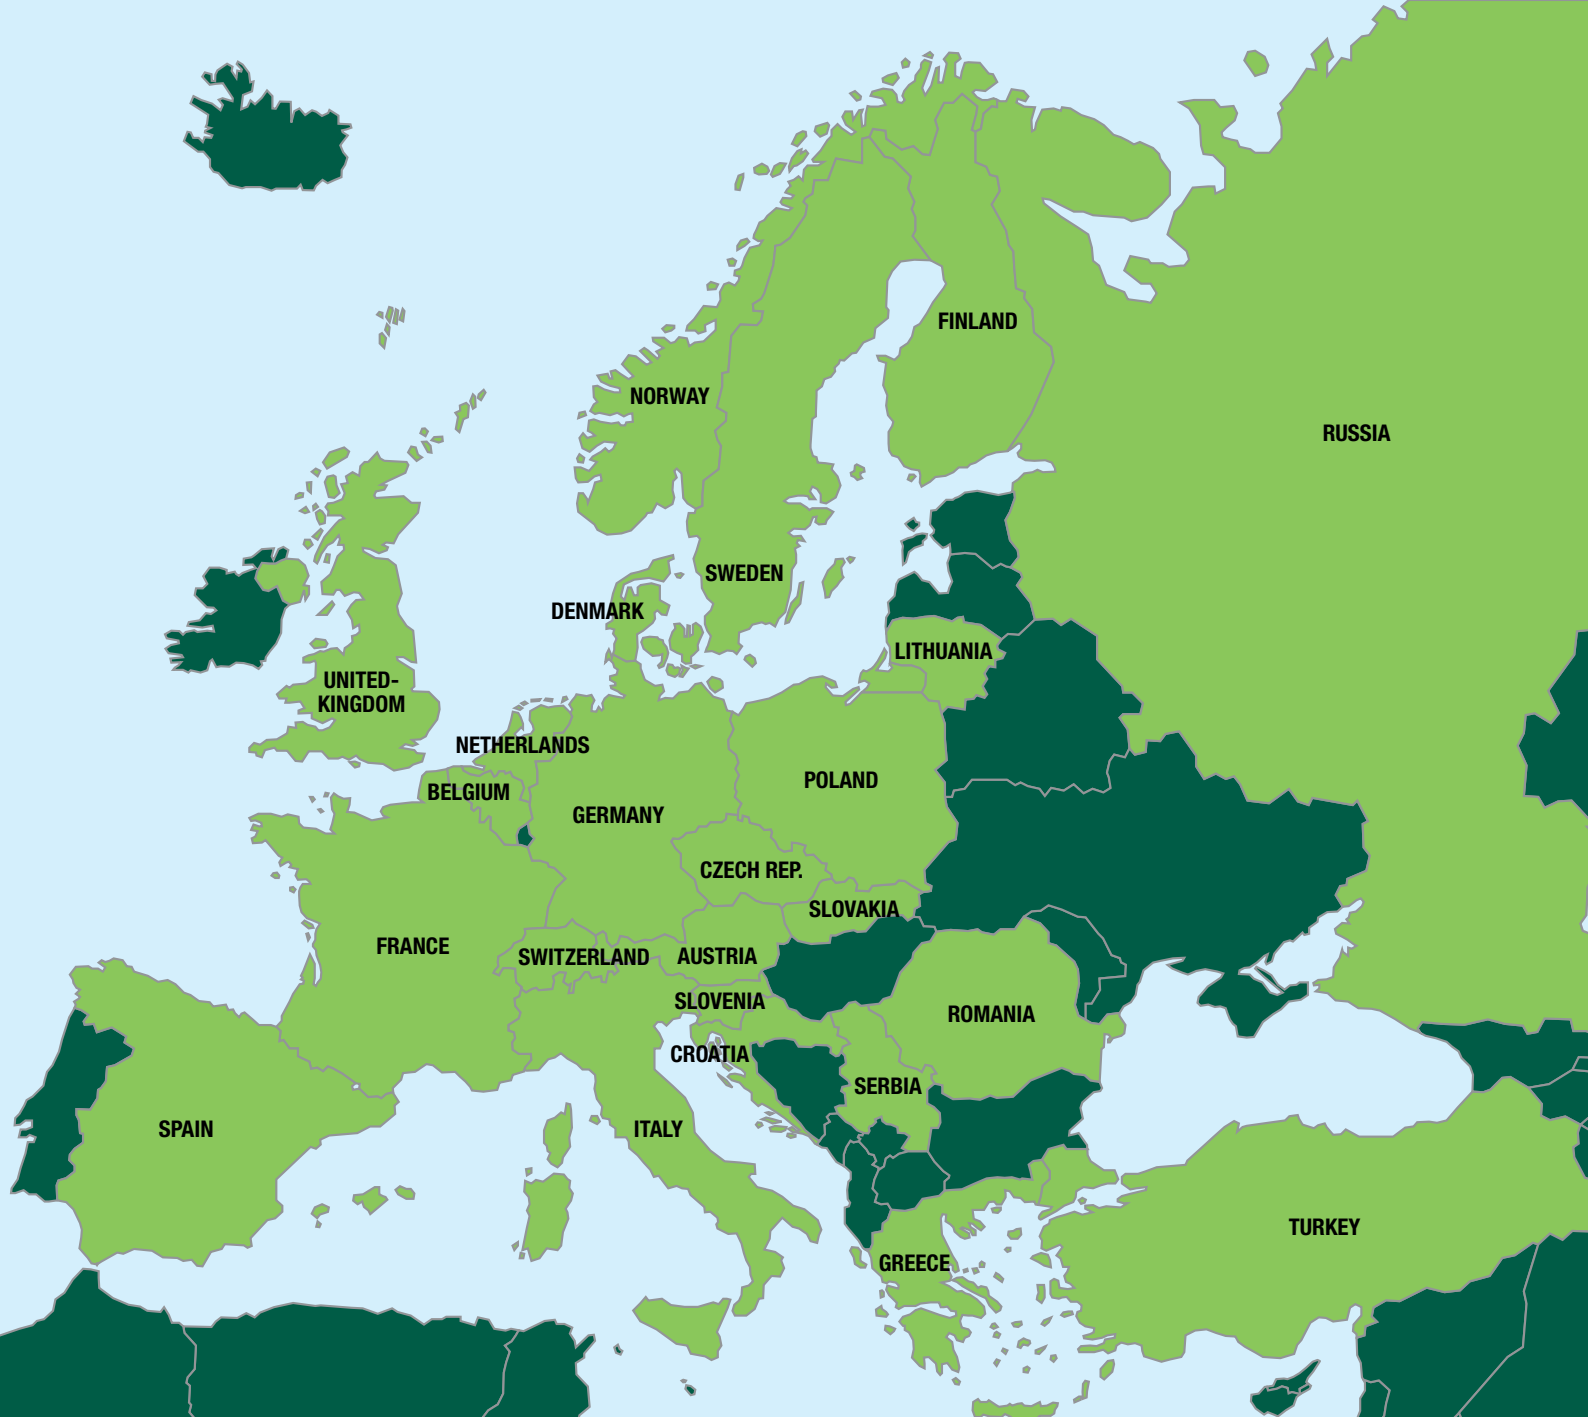 FINLAND
NORWAY
RUSSIA
SWEDEN
DENMARK
LITHUANIA
UNITED-
KINGDOM
NETHERLANDS
POLAND
BELGIUM
GERMANY
CZECH REP.
SLOVAKIA
FRANCE
SWITZERLAND
AUSTRIA
SLOVENIA
ROMANIA
CROATIA
SERBIA
SPAIN
ITALY
TURKEY
GREECE